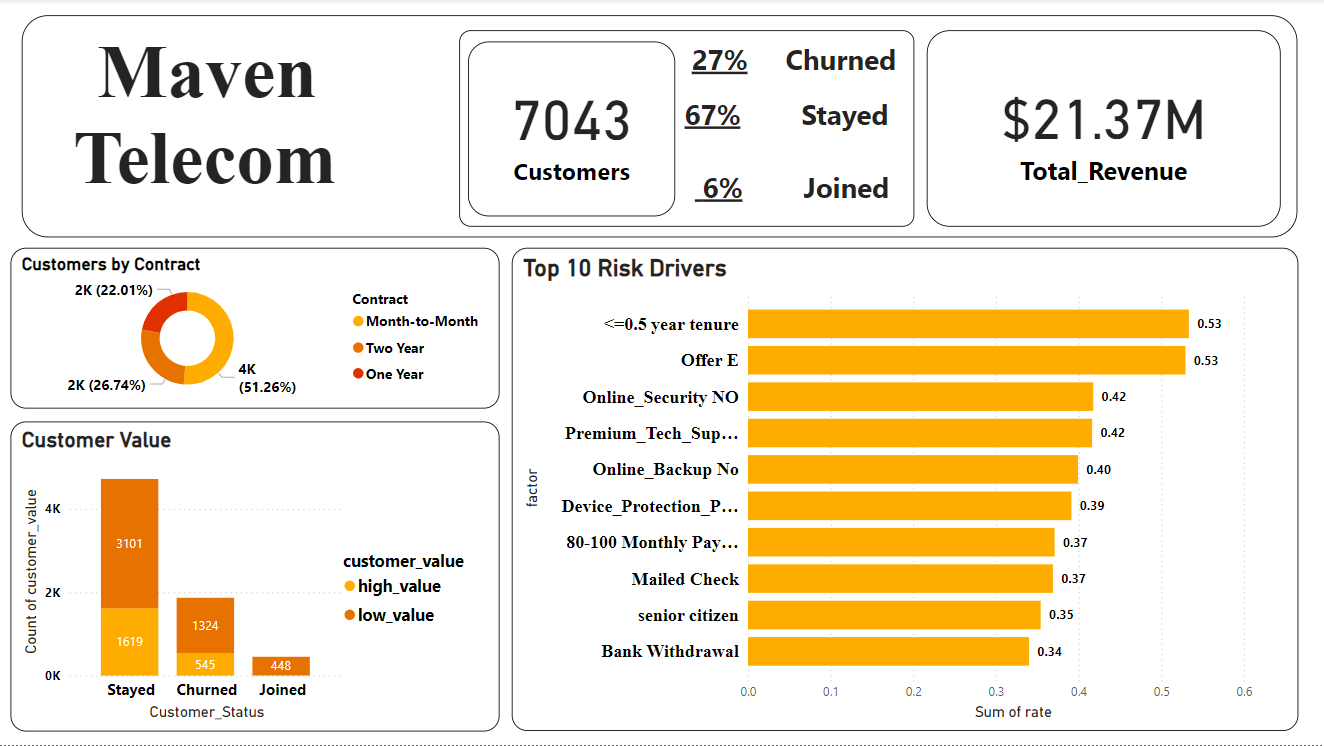 Maven
Telecom
7043
Customers
27% Churned
67% Stayed
6% Joined
$21.37M
Total_Revenue
Customers by Contract
2K (22.01%)
2K (26.74%)
4K
(51.26%)
Contract
Month-to-Month
Two Year
One Year
Customer Value
Count of customer_value
4K
2K
0K
3101
1619
1324
545
448
Stayed Churned Joined
Customer_Status
customer_value
high_value
low_value
Top 10 Risk Drivers
factor
<=0.5 year tenure 0.53
Offer E 0.53
Online_Security NO 0.42
Premium_Tech_Sup... 0.42
Online_Backup No 0.40
Device_Protection_P... 0.39
80-100 Monthly Pay... 0.37
Mailed Check 0.37
senior citizen 0.35
Bank Withdrawal 0.34
0.0 0.1 0.2 0.3 0.4 0.5 0.6
Sum of rate